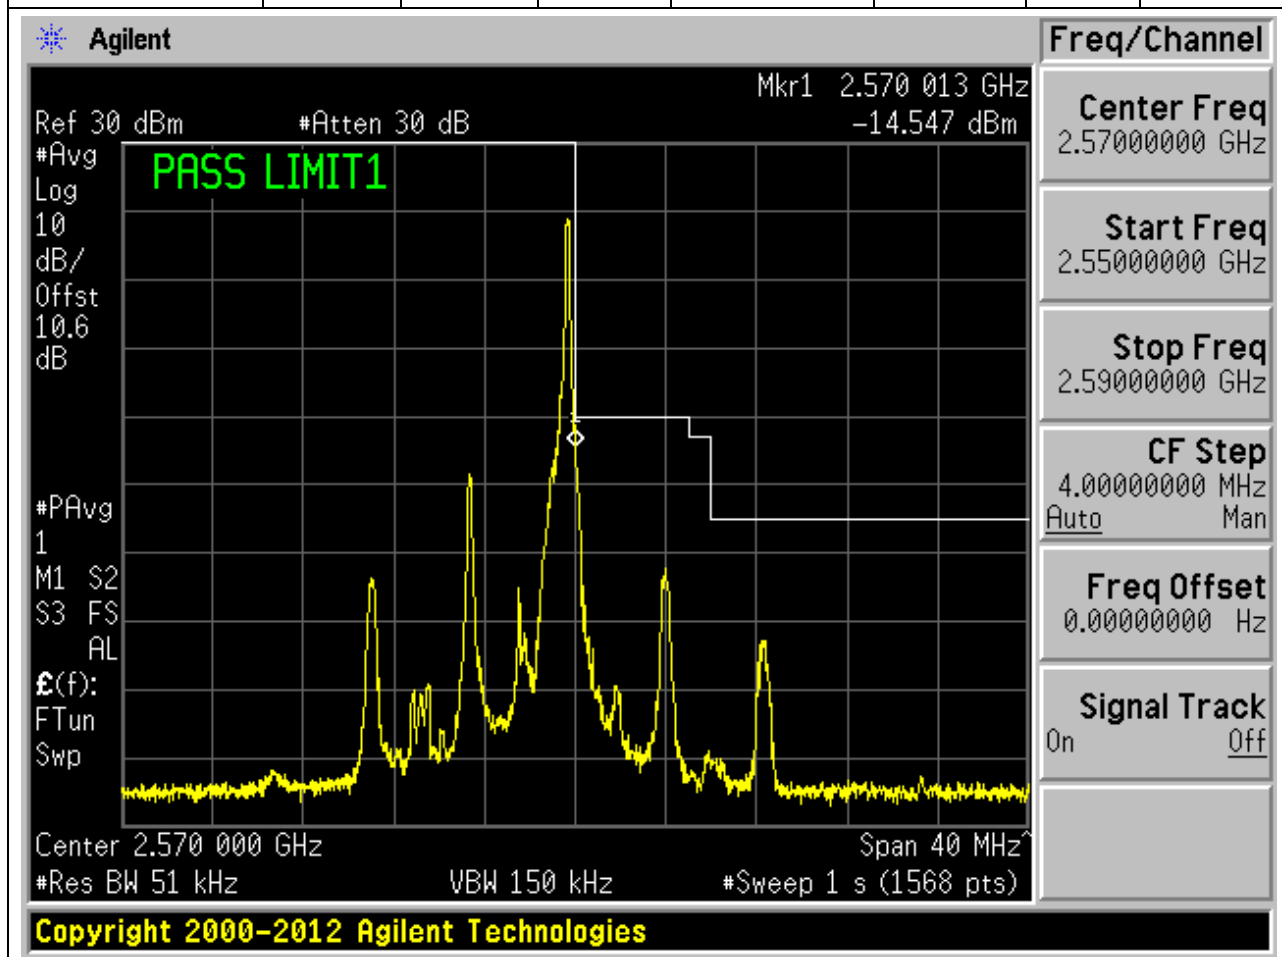 Agilent
Freq/Channel
Mkr1 2.570 013 GHz
Ref 30 dBm #Atten 30 dB -14.547 dBm
#Avg
Log
10
dB/
Offst
10.6
dB
PASS LIMIT1
1
#PAvg
1
M1 S2
S3 FS
AL
£(f):
FTun
Swp
Center 2.570 000 GHz Span 40 MHz^
#Res BW 51 kHz VBW 150 kHz #Sweep 1 s (1568 pts)
Center Freq
2.57000000 GHz
Start Freq
2.55000000 GHz
Stop Freq
2.59000000 GHz
CF Step
4.00000000 MHz
Auto Man
Freq Offset
0.00000000 Hz
Signal Track
On Off
Copyright 2000-2012 Agilent Technologies